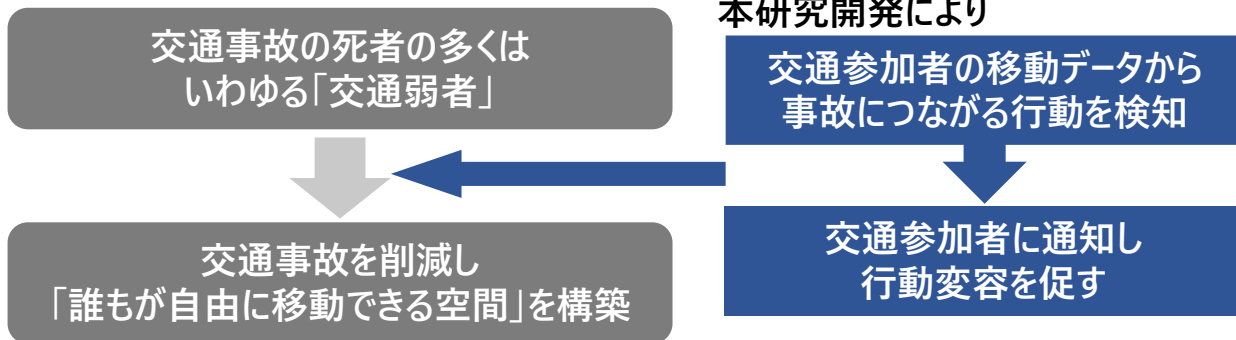 交通事故の死者の多くは
いわゆる「交通弱者」
交通事故を削減し
「誰もが自由に移動できる空間」を構築
本研究開発により
交通参加者の移動データから
事故につながる行動を検知
交通参加者に通知し
行動変容を促す